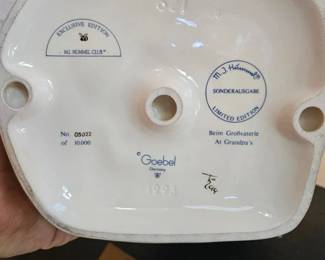 EXCLUSIVE EDITION
M.I. HUMMEL CLUB®
M.J. Hummel®
SONDERAUSGABE
LIMITED EDITION
No. 05022
of 10.000
Beim Großvaterle
At Grandpa's
© Goebel
Germany
1993